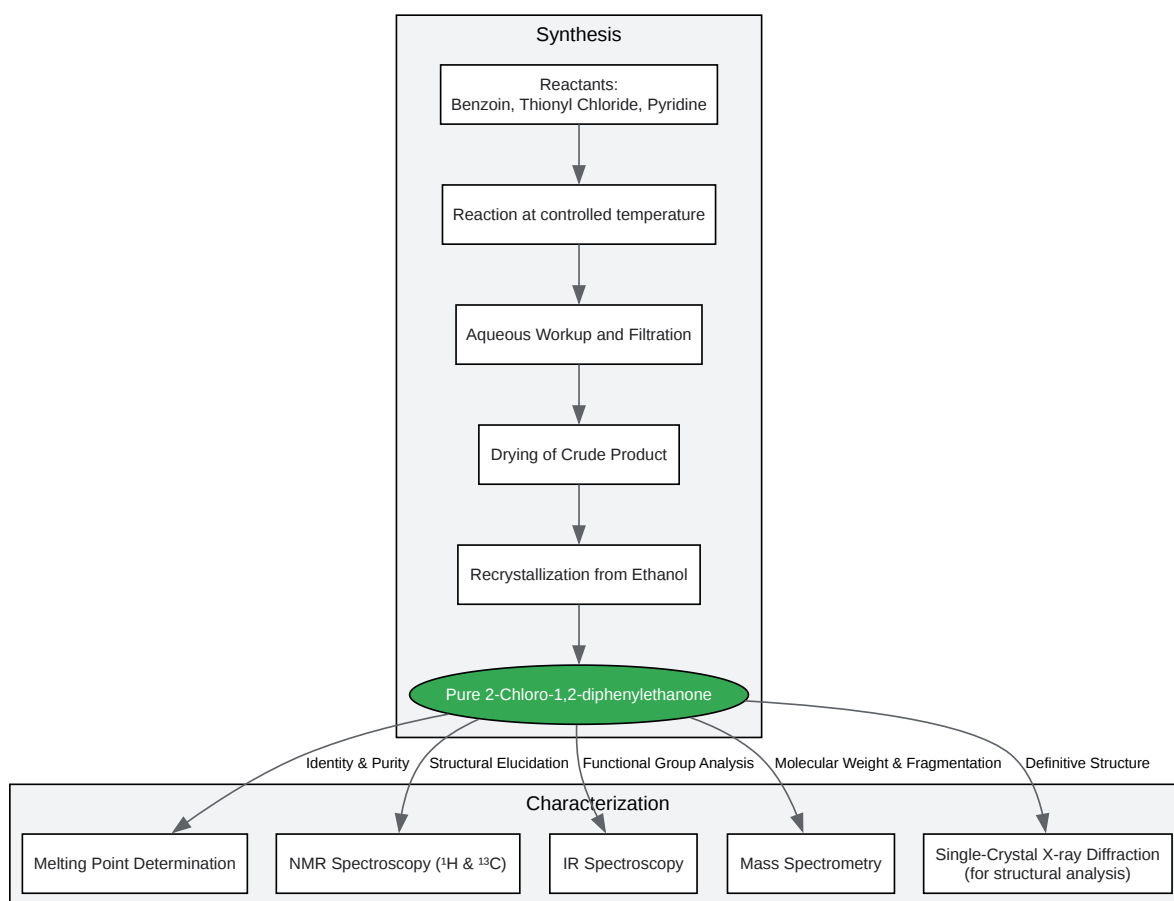 Synthesis
Reactants:
Benzoin, Thionyl Chloride, Pyridine
Reaction at controlled temperature
Aqueous Workup and Filtration
Drying of Crude Product
Recrystallization from Ethanol
Pure 2-Chloro-1,2-diphenylethanone
Identity & Purity
Structural Elucidation
Functional Group Analysis
Molecular Weight & Fragmentation
Definitive Structure
Characterization
Melting Point Determination
NMR Spectroscopy (¹H & ¹³C)
IR Spectroscopy
Mass Spectrometry
Single-Crystal X-ray Diffraction
(for structural analysis)